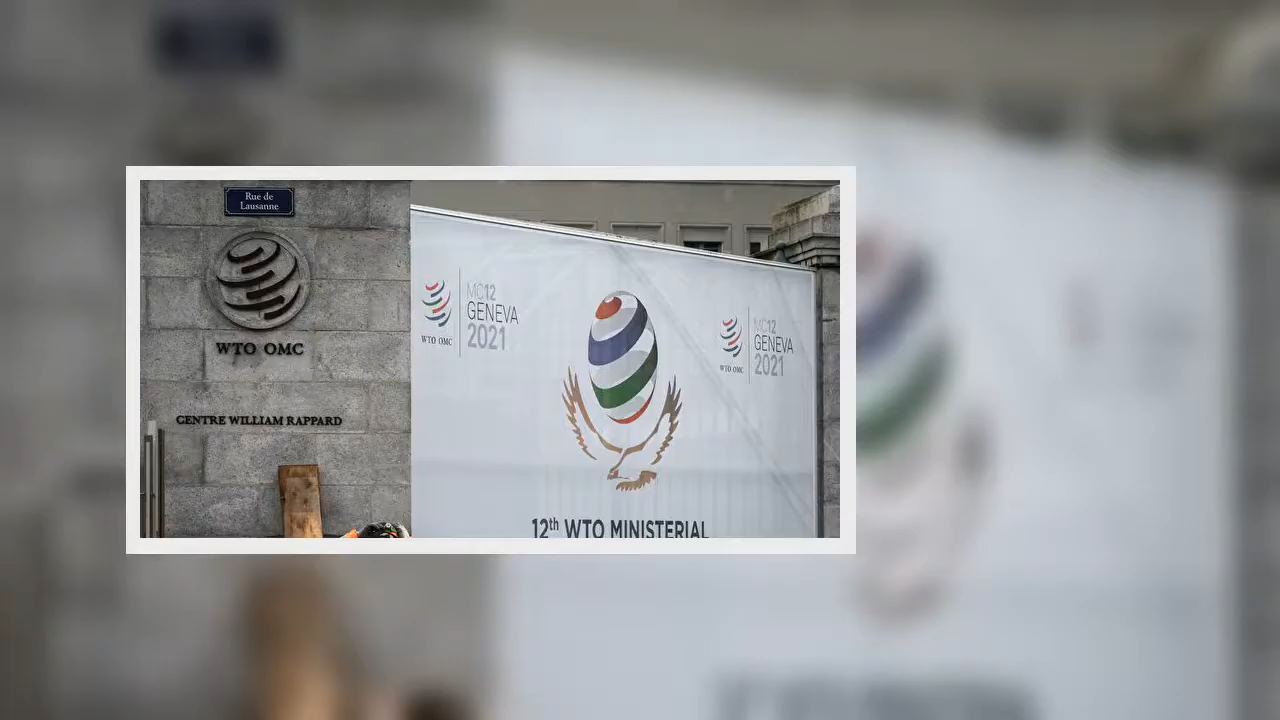 Rue de
Lausanne
WTO OMC
CENTRE WILLIAM RAPPARD
WTO OMC
MC12
GENEVA
2021
WTO OMC
MC12
GENEVA
2021
12th WTO MINISTERIAL